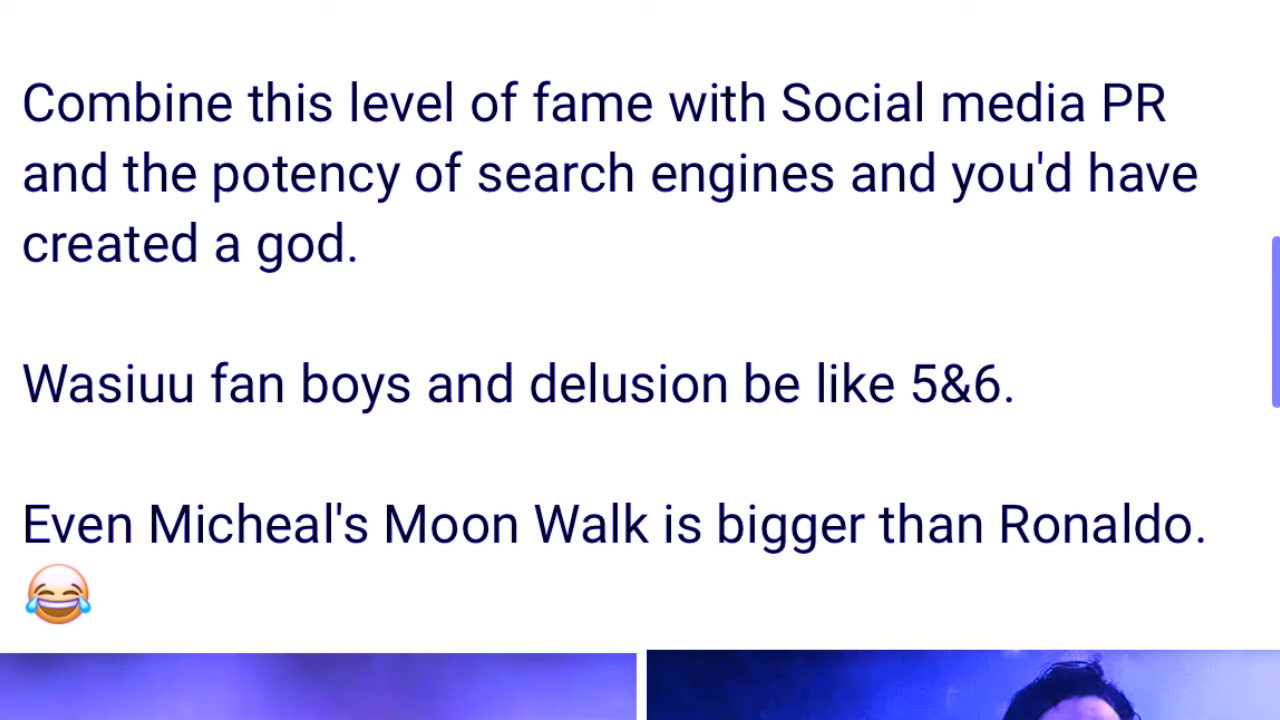 Combine this level of fame with Social media PR
and the potency of search engines and you'd have
created a god.
Wasiuu fan boys and delusion be like 5&6.
Even Micheal's Moon Walk is bigger than Ronaldo.
😂